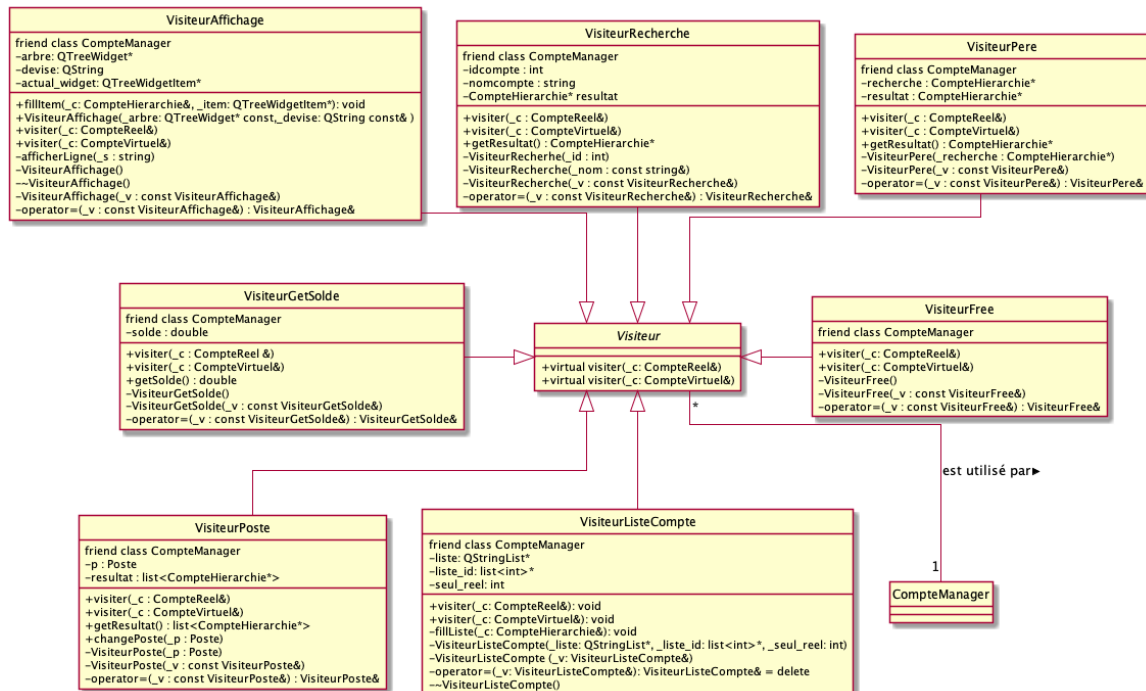 VisiteurAffichage
friend class CompteManager
-arbre: QTreeWidget*
-devise: QString
-actual_widget: QTreeWidgetItem*
+fillItem(_c: CompteHierarchie&, _item: QTreeWidgetItem*): void
+VisiteurAffichage(_arbre: QTreeWidget* const,_devise: QString const& )
+visiter(_c: CompteReel&)
+visiter(_c: CompteVirtuel&)
-afficherLigne(_s : string)
-VisiteurAffichage()
-~VisiteurAffichage()
-VisiteurAffichage(_v : const VisiteurAffichage&)
-operator=(_v : const VisiteurAffichage&) : VisiteurAffichage&
VisiteurRecherche
friend class CompteManager
-idcompte : int
-nomcompte : string
-CompteHierarchie* resultat
+visiter(_c : CompteReel&)
+visiter(_c : CompteVirtuel&)
+getResultat() : CompteHierarchie*
-VisiteurRecherhe(_id : int)
-VisiteurRecherche(_nom : const string&)
-VisiteurRecherche(_v : const VisiteurRecherche&)
-operator=(_v : const VisiteurRecherche&) : VisiteurRecherche&
VisiteurPere
friend class CompteManager
-recherche : CompteHierarchie*
-resultat : CompteHierarchie*
+visiter(_c : CompteReel&)
+visiter(_c : CompteVirtuel&)
+getResultat() : CompteHierarchie*
-VisiteurPere(_recherche : CompteHierarchie*)
-VisiteurPere(_v : const VisiteurPere&)
-operator=(_v : const VisiteurPere&) : VisiteurPere&
VisiteurGetSolde
friend class CompteManager
-solde : double
+visiter(_c : CompteReel &)
+visiter(_c : CompteVirtuel&)
+getSolde() : double
-VisiteurGetSolde()
-VisiteurGetSolde(_v : const VisiteurGetSolde&)
-operator=(_v : const VisiteurGetSolde&) : VisiteurGetSolde&
Visiteur
+virtual visiter(_c: CompteReel&)
+virtual visiter(_c: CompteVirtuel&)
VisiteurFree
friend class CompteManager
+visiter(_c : CompteReel&)
+visiter(_c : CompteVirtuel&)
-VisiteurFree()
-VisiteurFree(_v : const VisiteurFree&)
-operator=(_v : const VisiteurFree&) : VisiteurFree&
*
est utilisé par▶
1
VisiteurPoste
friend class CompteManager
-p : Poste
-resultat : list<CompteHierarchie*>
+visiter(_c : CompteReel&)
+visiter(_c : CompteVirtuel&)
+getResultat() : list<CompteHierarchie*>
+changePoste(_p : Poste)
-VisiteurPoste(_p : Poste)
-VisiteurPoste(_v : const VisiteurPoste&)
-operator=(_v : const VisiteurPoste&) : VisiteurPoste&
VisiteurListeCompte
friend class CompteManager
-liste: QStringList*
-liste_id: list<int>*
-seul_reel: int
+visiter(_c: CompteReel&): void
+visiter(_c: CompteVirtuel&): void
-fillListe(_c: CompteHierarchie&): void
-VisiteurListeCompte(_liste: QStringList*, _liste_id: list<int>*, _seul_reel: int)
-VisiteurListeCompte (_v: VisiteurListeCompte&)
-operator=(_v: VisiteurListeCompte&): VisiteurListeCompte& = delete
-~VisiteurListeCompte()
CompteManager